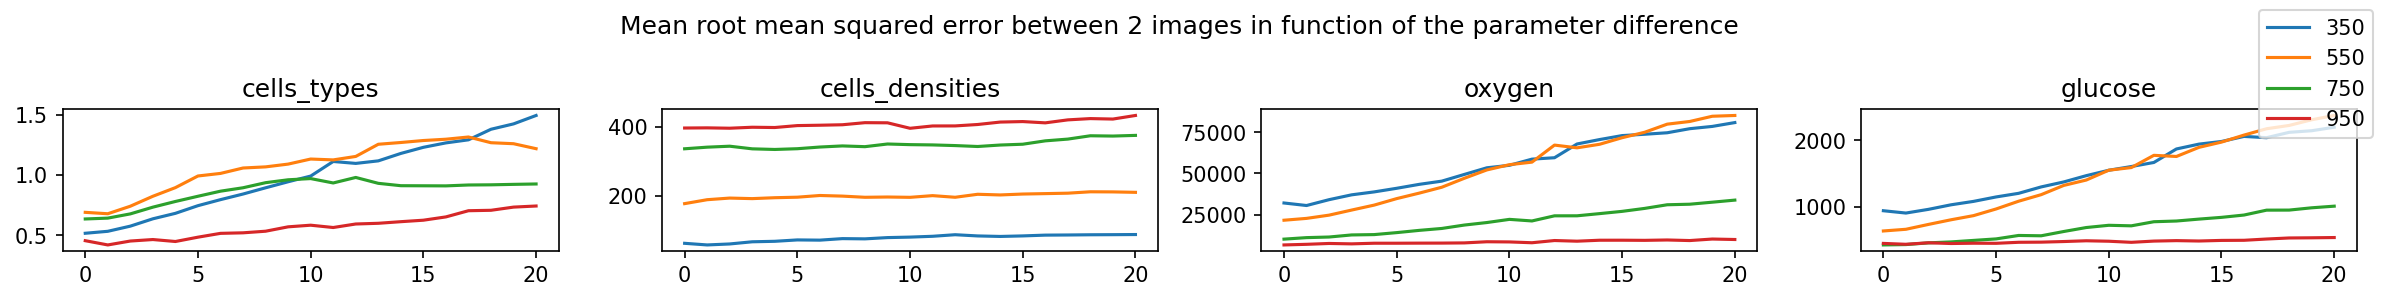 Mean root mean squared error between 2 images in function of the parameter difference
350
550
750
950
cells_types
1.5
1.0
0.5
0 5 10 15 20
cells_densities
400
200
0 5 10 15 20
oxygen
75000
50000
25000
0 5 10 15 20
glucose
2000
1000
0 5 10 15 20